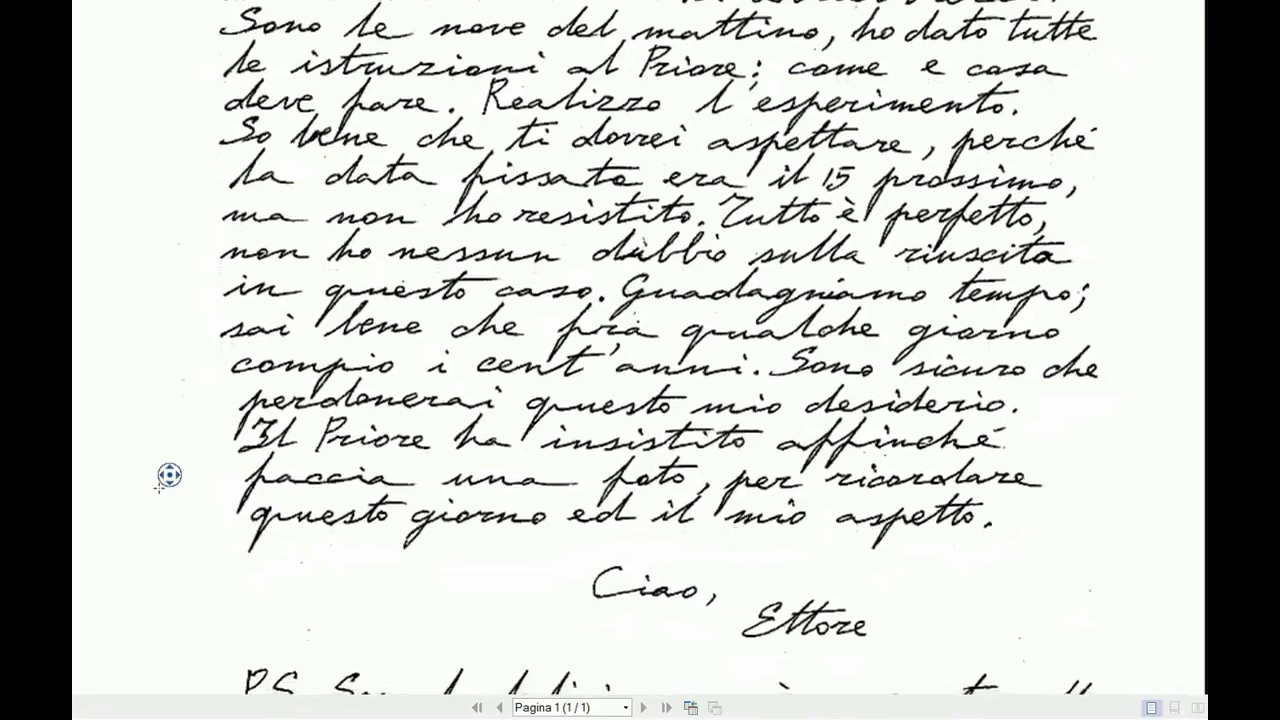 Sono le nove del mattino, ho dato tutte
le istruzioni al Priore; come e cosa
deve fare. Realizzo l'esperimento.
So bene che ti dovrei aspettare, perché
la data fissata era il 15 prossimo,
ma non ho resistito. Tutto è perfetto,
non ho nessun dubbio sulla riuscita
in questo caso. Guadagniamo tempo;
sai bene che fra qualche giorno
compio i cent'anni. Sono sicuro che
perdonerai questo mio desiderio.
Il Priore ha insistito affinché
faccia una foto, per ricordare
questo giorno ed il mio aspetto.
Ciao,
Ettore
P.S.
Pagina 1 (1 / 1)